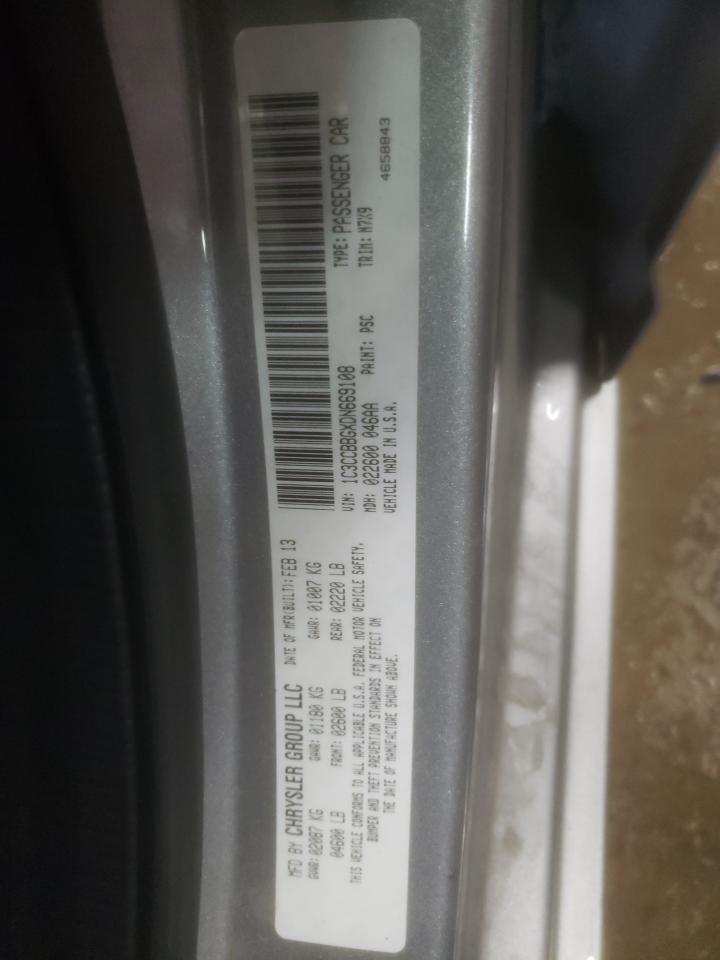 MFD BY CHRYSLER GROUP LLC DATE OF MFR(BUILT): FEB 13
GVWR: 02087 KG GAWR: 01180 KG GAWR: 01007 KG
04600 LB FRONT: 02600 LB REAR: 02220 LB
THIS VEHICLE CONFORMS TO ALL APPLICABLE U.S.A. FEDERAL MOTOR VEHICLE SAFETY,
BUMPER AND THEFT PREVENTION STANDARDS IN EFFECT ON
THE DATE OF MANUFACTURE SHOWN ABOVE.
VIN: 1C3CCBBGXDN669108 TYPE: PASSENGER CAR
MDH: 022600 046AA PAINT: PSC TRIM: M7X9
VEHICLE MADE IN U.S.A. 4658843